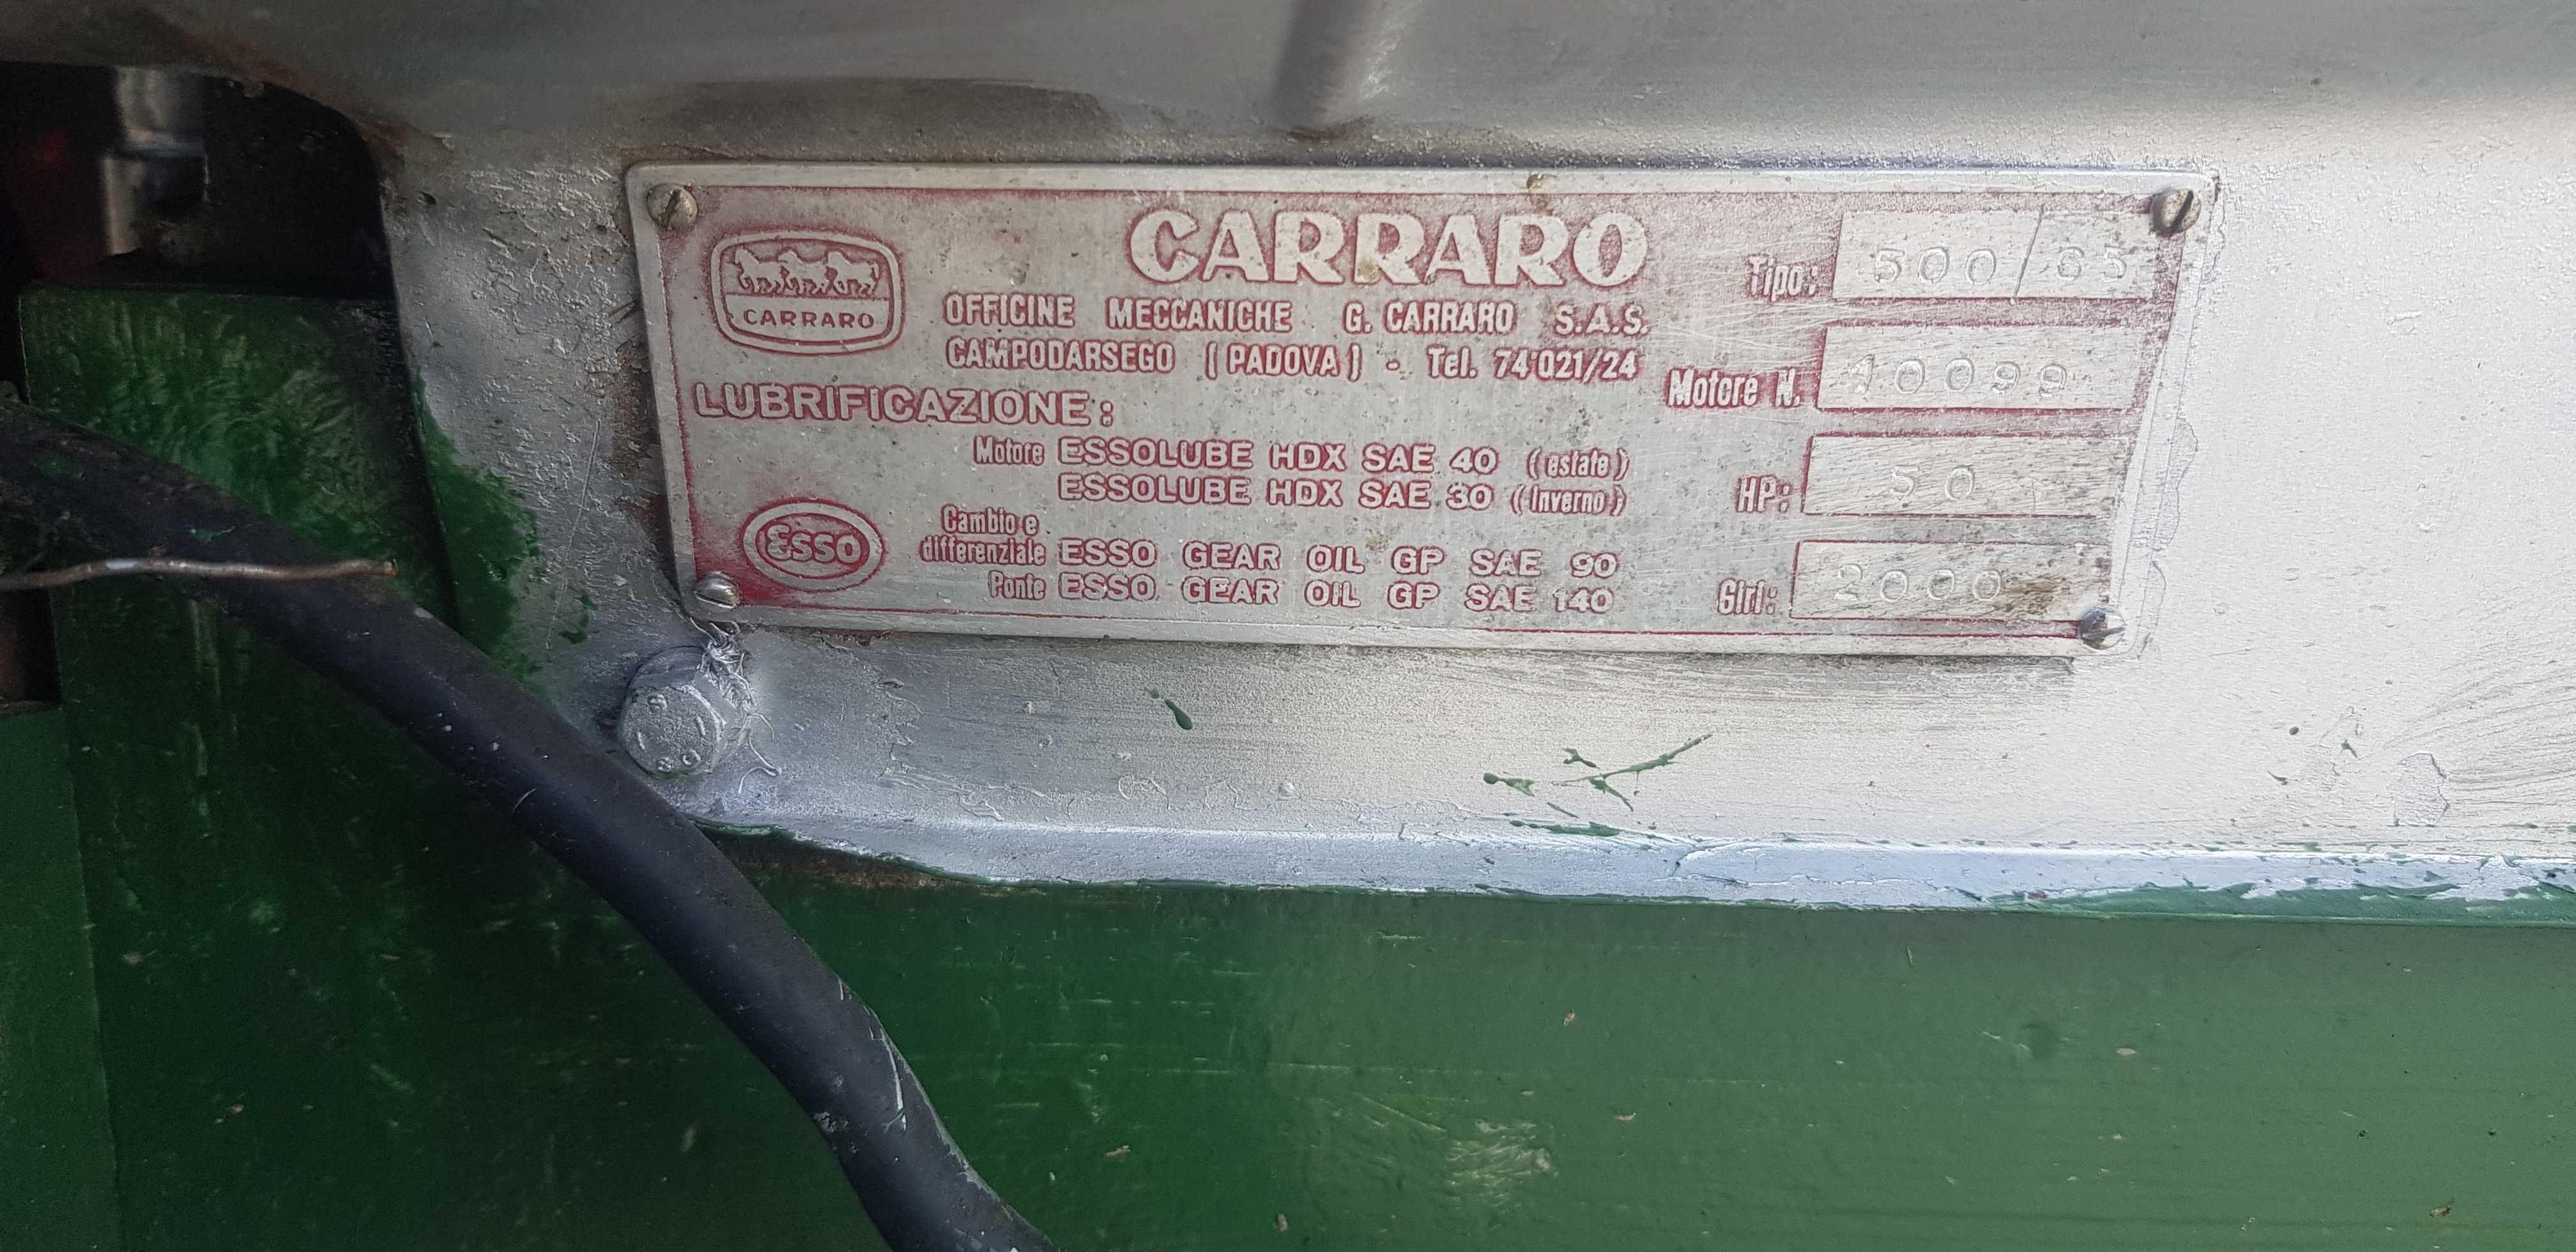 CARRARO
CARRARO
OFFICINE MECCANICHE G. CARRARO S.A.S.
CAMPODARSEGO (PADOVA) - Tel. 74021/24
LUBRIFICAZIONE:
Motore ESSOLUBE HDX SAE 40 (estate)
ESSOLUBE HDX SAE 30 (Inverno)
Cambio e
differenziale ESSO GEAR OIL GP SAE 90
Ponte ESSO GEAR OIL GP SAE 140
Esso
Tipo: 500/65
Motore N. 10099
HP: 50
Giri: 2000